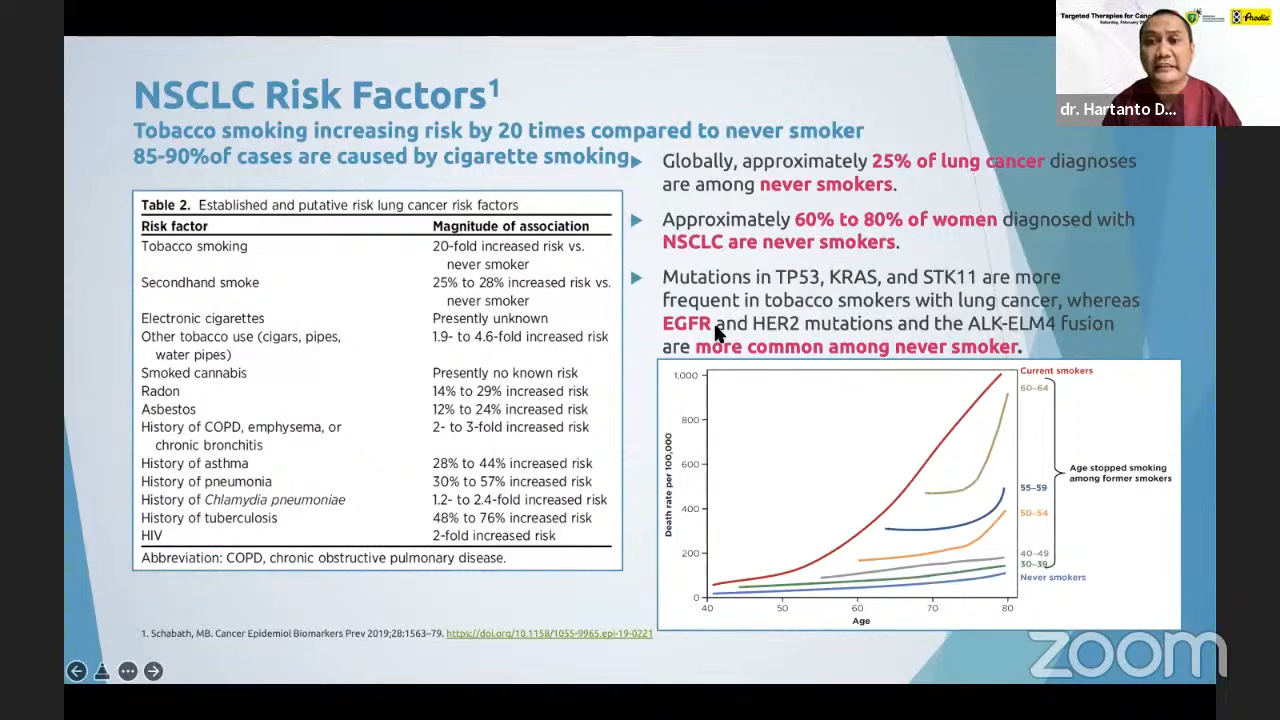 Targeted Therapies for Canc
Saturday, February
Prodia
dr. Hartanto D...
NSCLC Risk Factors1
Tobacco smoking increasing risk by 20 times compared to never smoker
85-90%of cases are caused by cigarette smoking
Table 2. Established and putative risk lung cancer risk factors
Risk factor Magnitude of association
Tobacco smoking 20-fold increased risk vs.
never smoker
Secondhand smoke 25% to 28% increased risk vs.
never smoker
Electronic cigarettes Presently unknown
Other tobacco use (cigars, pipes, 1.9- to 4.6-fold increased risk
water pipes)
Smoked cannabis Presently no known risk
Radon 14% to 29% increased risk
Asbestos 12% to 24% increased risk
History of COPD, emphysema, or 2- to 3-fold increased risk
chronic bronchitis
History of asthma 28% to 44% increased risk
History of pneumonia 30% to 57% increased risk
History of Chlamydia pneumoniae 1.2- to 2.4-fold increased risk
History of tuberculosis 48% to 76% increased risk
HIV 2-fold increased risk
Abbreviation: COPD, chronic obstructive pulmonary disease.
Globally, approximately 25% of lung cancer diagnoses
are among never smokers.
Approximately 60% to 80% of women diagnosed with
NSCLC are never smokers.
Mutations in TP53, KRAS, and STK11 are more
frequent in tobacco smokers with lung cancer, whereas
EGFR and HER2 mutations and the ALK-ELM4 fusion
are more common among never smoker.
Death rate per 100,000
1,000
800
600
400
200
0
40 50 60 70 80
Age
Current smokers
60–64
55–59
50–54
40–49
30–39
Never smokers
Age stopped smoking
among former smokers
1. Schabath, MB. Cancer Epidemiol Biomarkers Prev 2019;28:1563–79. https://doi.org/10.1158/1055-9965.epi-19-0221
zoom